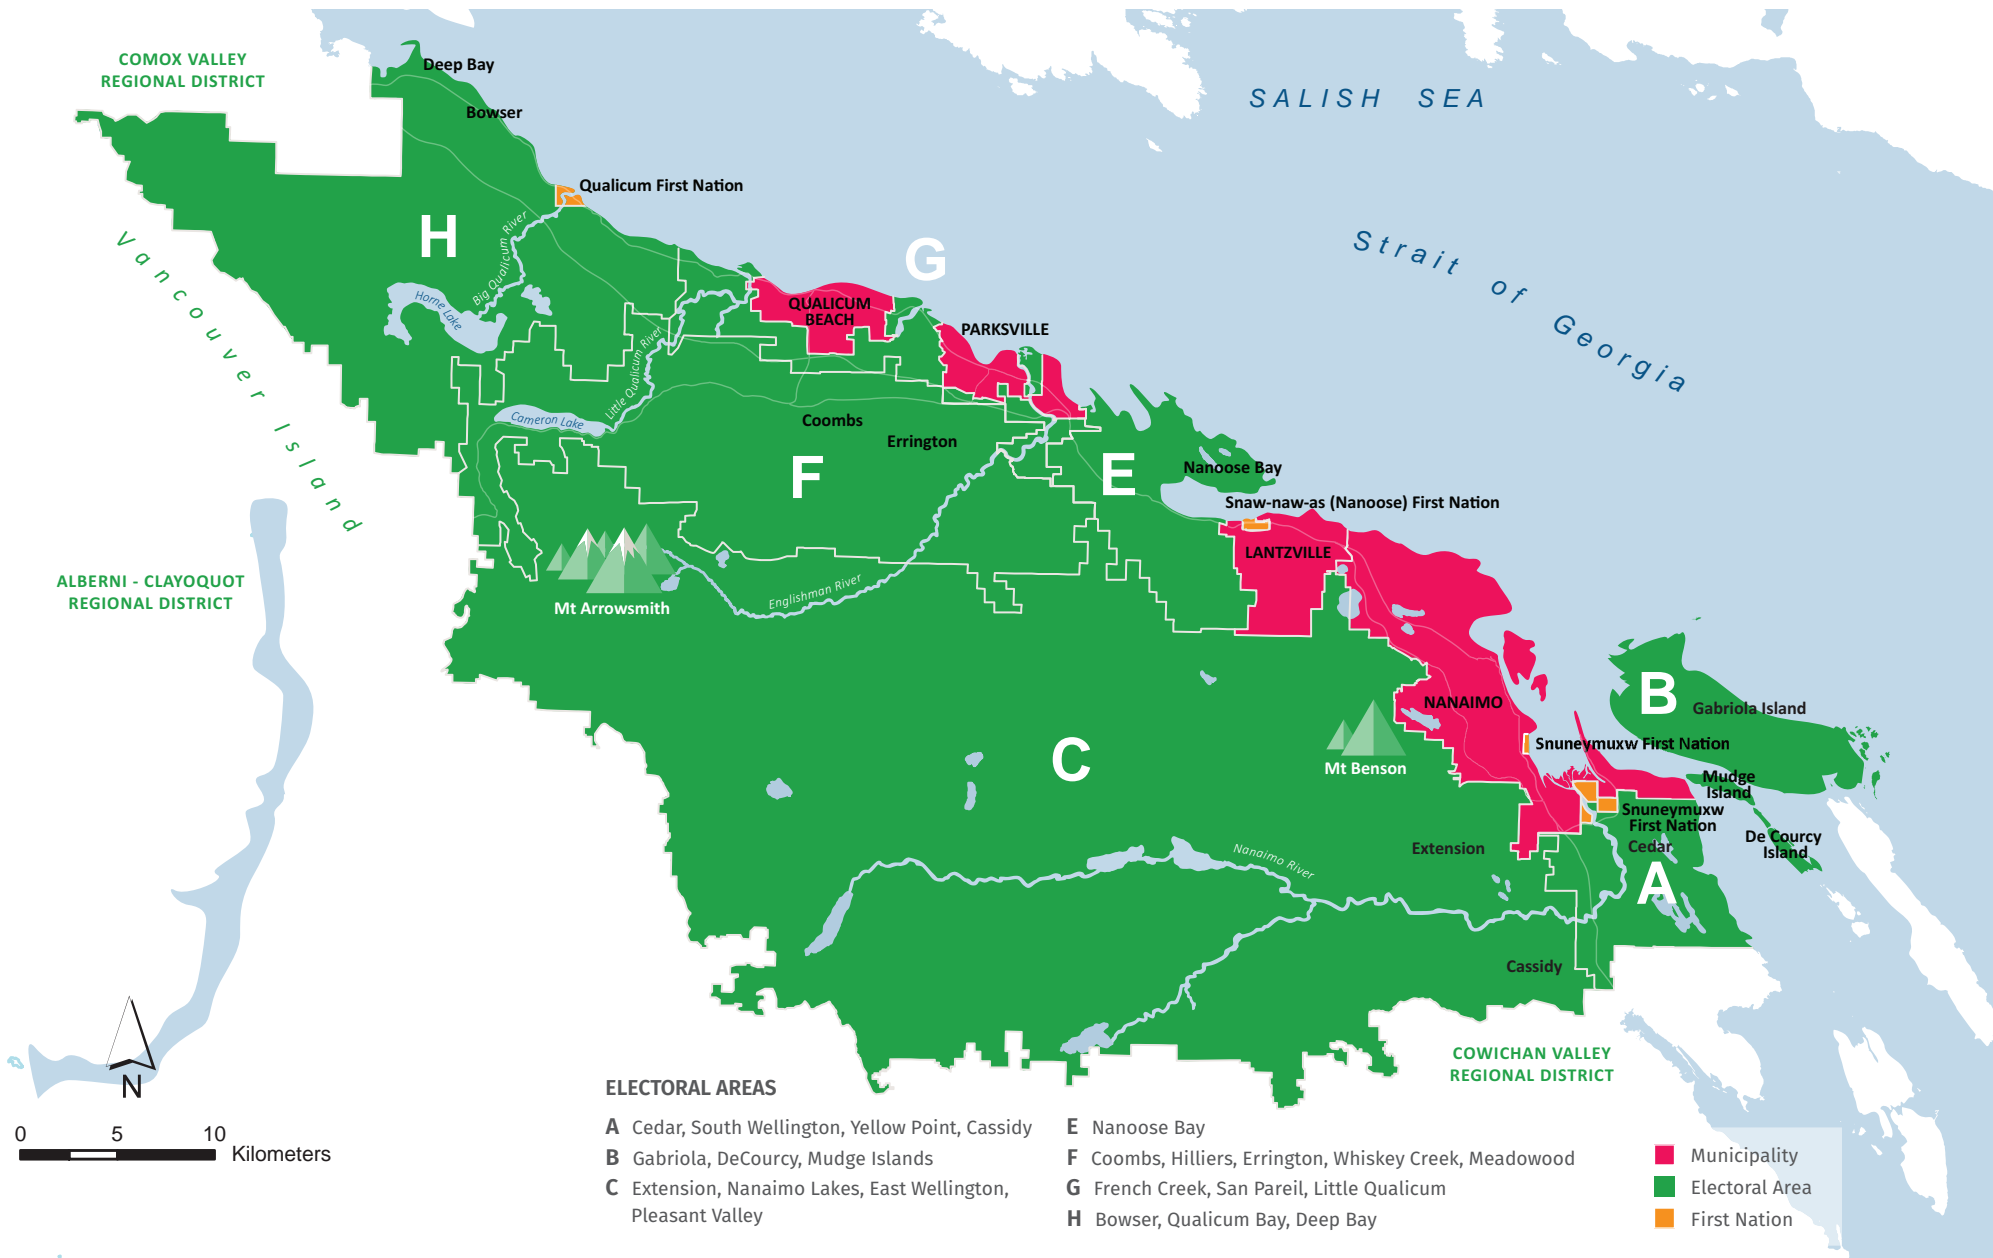 COMOX VALLEY
REGIONAL DISTRICT
Deep Bay
Bowser
SALISH SEA
Qualicum First Nation
H
G
Vancouver Island
Strait of Georgia
Big Qualicum River
Horne Lake
QUALICUM
BEACH
PARKSVILLE
Little Qualicum River
Cameron Lake
Coombs
Errington
F
E
Nanoose Bay
Snaw-naw-as (Nanoose) First Nation
LANTZVILLE
ALBERNI - CLAYOQUOT
REGIONAL DISTRICT
Mt Arrowsmith
Englishman River
B
Gabriola Island
NANAIMO
Snuneymuxw First Nation
C
Mt Benson
Mudge
Island
Snuneymuxw
First Nation
De Courcy
Island
Extension
Cedar
Nanaimo River
A
Cassidy
N
COWICHAN VALLEY
REGIONAL DISTRICT
0 5 10
Kilometers
ELECTORAL AREAS
A Cedar, South Wellington, Yellow Point, Cassidy
B Gabriola, DeCourcy, Mudge Islands
C Extension, Nanaimo Lakes, East Wellington,
Pleasant Valley
E Nanoose Bay
F Coombs, Hilliers, Errington, Whiskey Creek, Meadowood
G French Creek, San Pareil, Little Qualicum
H Bowser, Qualicum Bay, Deep Bay
Municipality
Electoral Area
First Nation